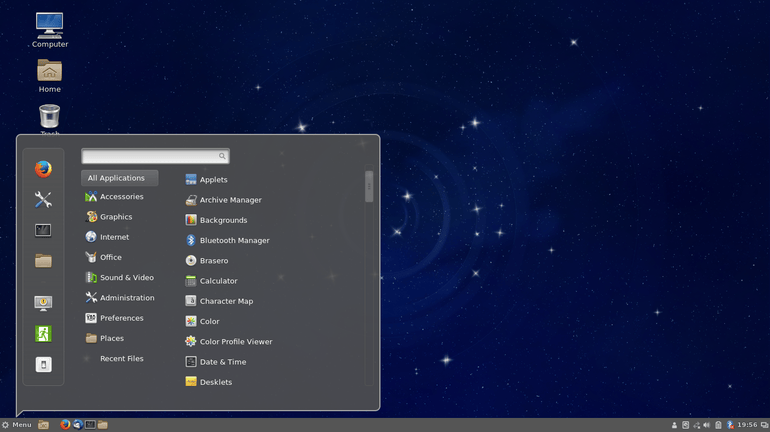 Computer
Home
Trash
All Applications
Accessories
Graphics
Internet
Office
Sound & Video
Administration
Preferences
Places
Recent Files
Applets
Archive Manager
Backgrounds
Bluetooth Manager
Brasero
Calculator
Character Map
Color
Color Profile Viewer
Date & Time
Desklets
Menu
19:56